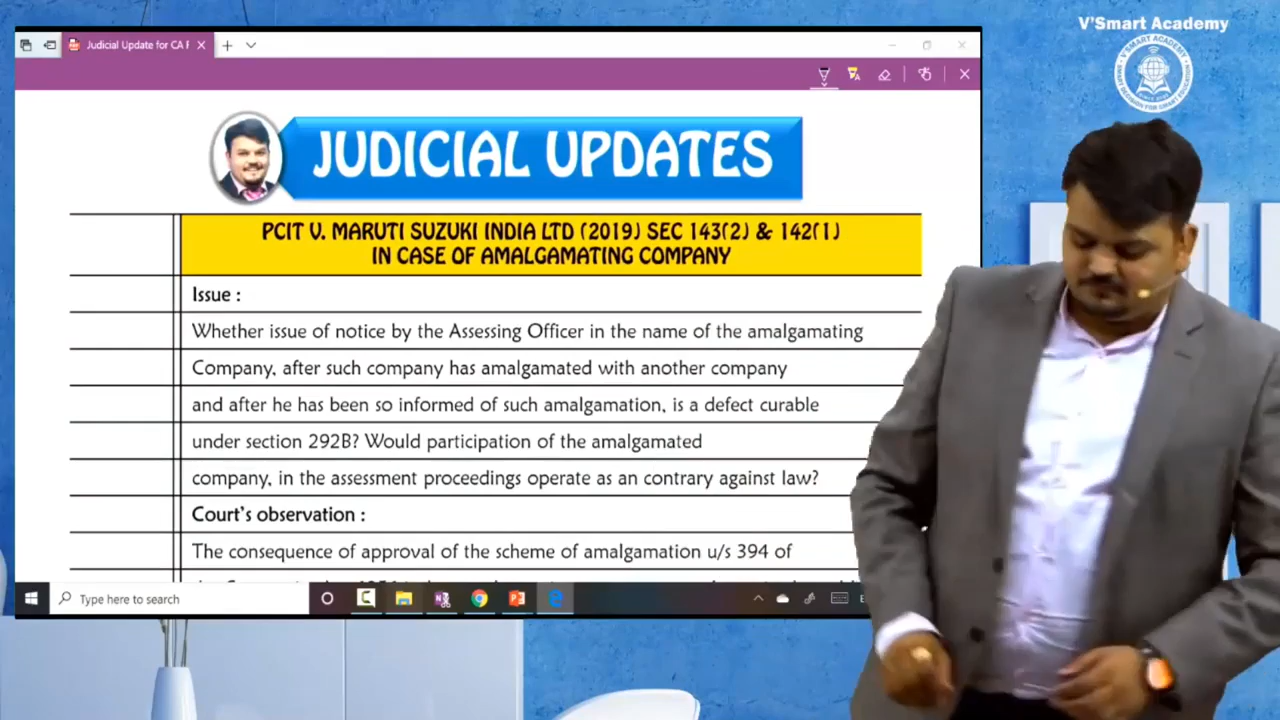 V'Smart Academy
Judicial Update for CA F
JUDICIAL UPDATES
PCIT V. MARUTI SUZUKI INDIA LTD (2019) SEC 143(2) & 142(1)
IN CASE OF AMALGAMATING COMPANY
Issue :
Whether issue of notice by the Assessing Officer in the name of the amalgamating
Company, after such company has amalgamated with another company
and after he has been so informed of such amalgamation, is a defect curable
under section 292B? Would participation of the amalgamated
company, in the assessment proceedings operate as an contrary against law?
Court's observation :
The consequence of approval of the scheme of amalgamation u/s 394 of
Type here to search